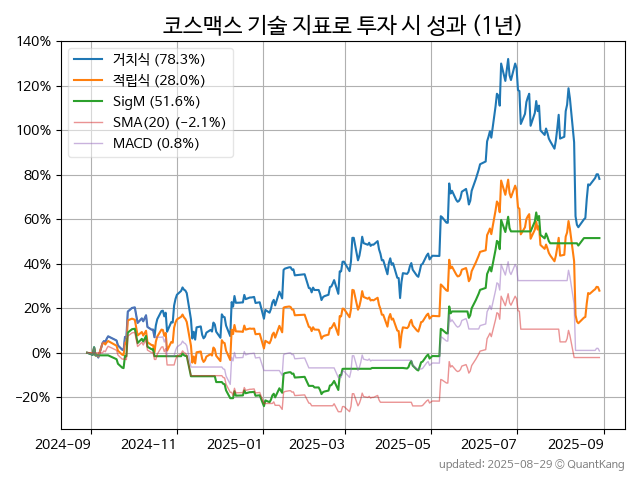 코스맥스 기술 지표로 투자 시 성과 (1년)
140%
120%
100%
80%
60%
40%
20%
0%
−20%
거치식 (78.3%)
적립식 (28.0%)
SigM (51.6%)
SMA(20) (−2.1%)
MACD (0.8%)
2024-09
2024-11
2025-01
2025-03
2025-05
2025-07
2025-09
updated: 2025-08-29 © QuantKang